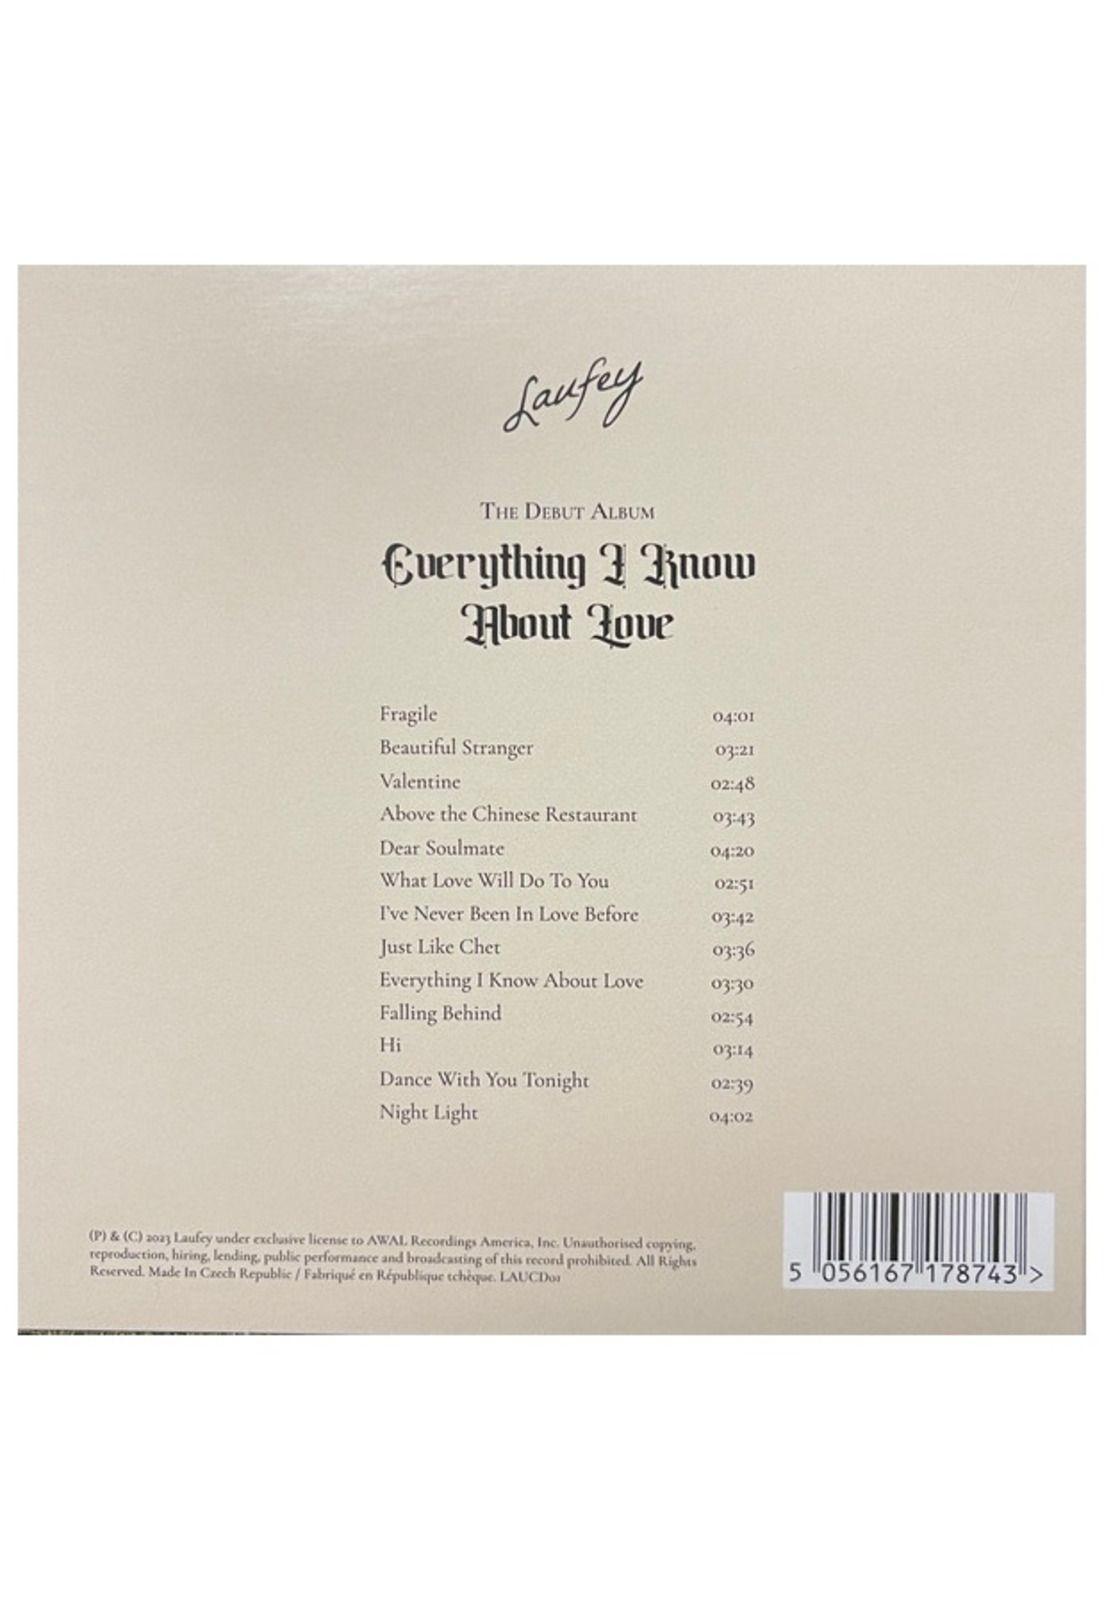 Laufey
The Debut Album
Everything I Know
About Love
Fragile 04:01
Beautiful Stranger 03:21
Valentine 02:48
Above the Chinese Restaurant 03:43
Dear Soulmate 04:20
What Love Will Do To You 02:51
I've Never Been In Love Before 03:42
Just Like Chet 03:36
Everything I Know About Love 03:30
Falling Behind 02:54
Hi 03:14
Dance With You Tonight 02:39
Night Light 04:02
(P) & (C) 2023 Laufey under exclusive license to AWAL Recordings America, Inc. Unauthorised copying,
reproduction, hiring, lending, public performance and broadcasting of this record prohibited. All Rights
Reserved. Made In Czech Republic / Fabriqué en République tchèque. LAUCD01
5 056167 178743 >